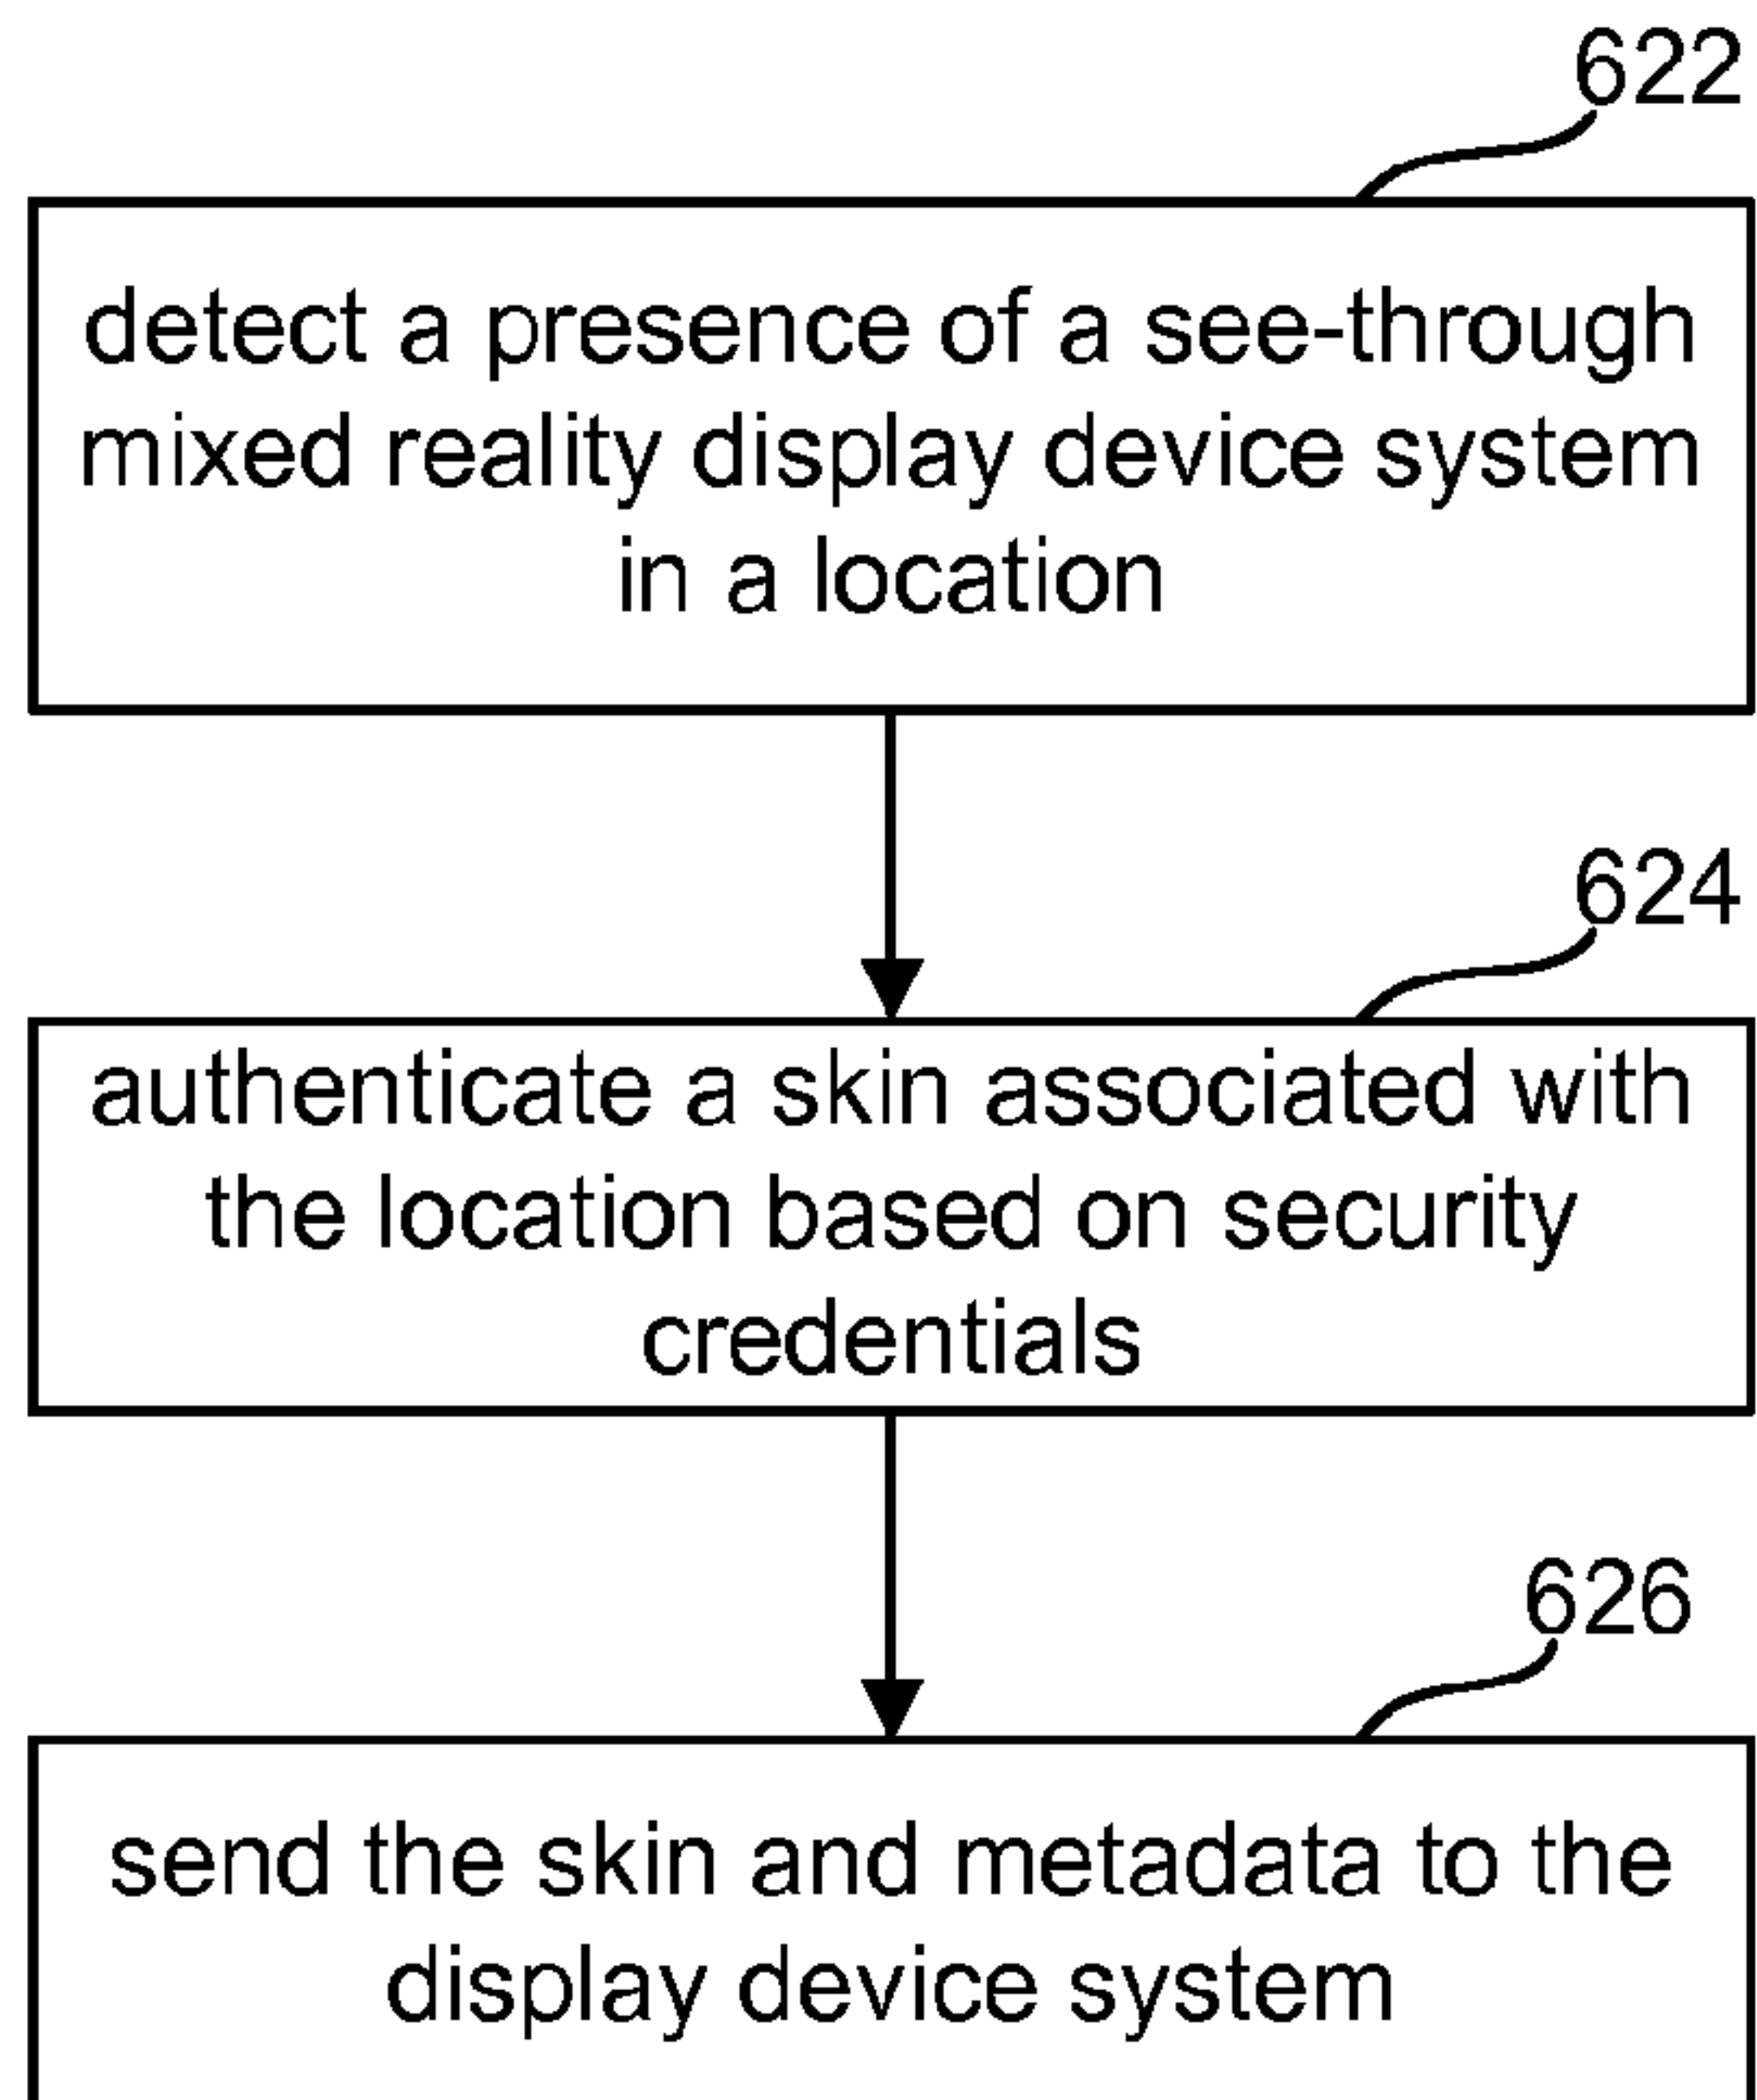 622
detect a presence of a see-through
mixed reality display device system
in a location
624
authenticate a skin associated with
the location based on security
credentials
626
send the skin and metadata to the
display device system